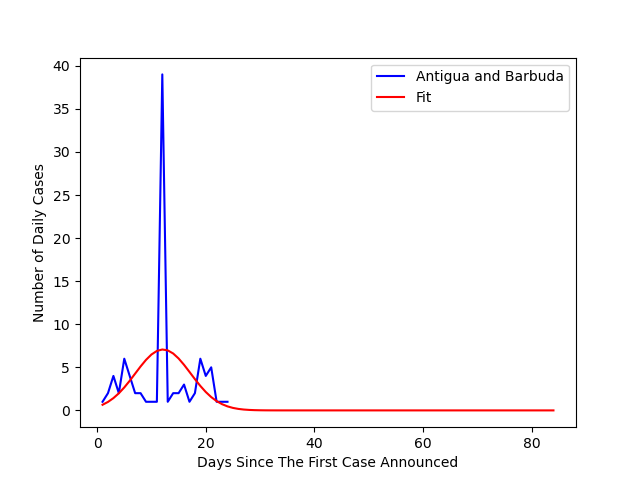 Antigua and Barbuda
Fit
Number of Daily Cases
40
35
30
25
20
15
10
5
0
0 20 40 60 80
Days Since The First Case Announced